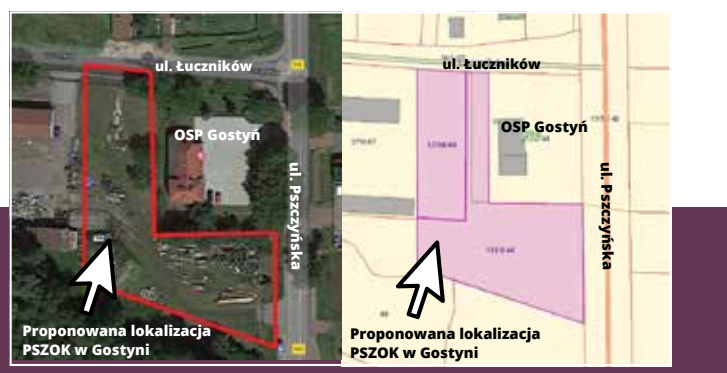 ul. Łuczników
OSP Gostyń
ul. Pszczyńska
Proponowana lokalizacja
PSZOK w Gostyni
ul. Łuczników
OSP Gostyń
ul. Pszczyńska
Proponowana lokalizacja
PSZOK w Gostyni